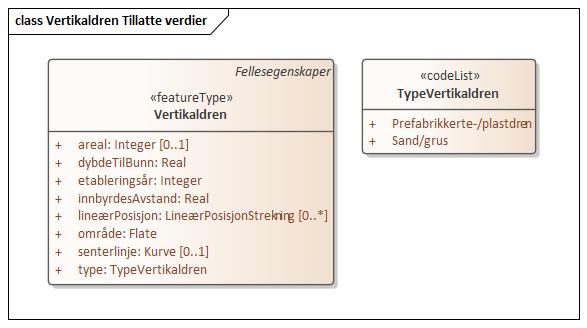 class Vertikaldren Tillatte verdier
Fellesegenskaper
«featureType»
Vertikaldren
+ areal: Integer [0..1]
+ dybdeTilBunn: Real
+ etableringsår: Integer
+ innbyrdesAvstand: Real
+ lineærPosisjon: LineærPosisjonStrekning [0..*]
+ område: Flate
+ senterlinje: Kurve [0..1]
+ type: TypeVertikaldren
«codeList»
TypeVertikaldren
+ Prefabrikkerte-/plastdren
+ Sand/grus